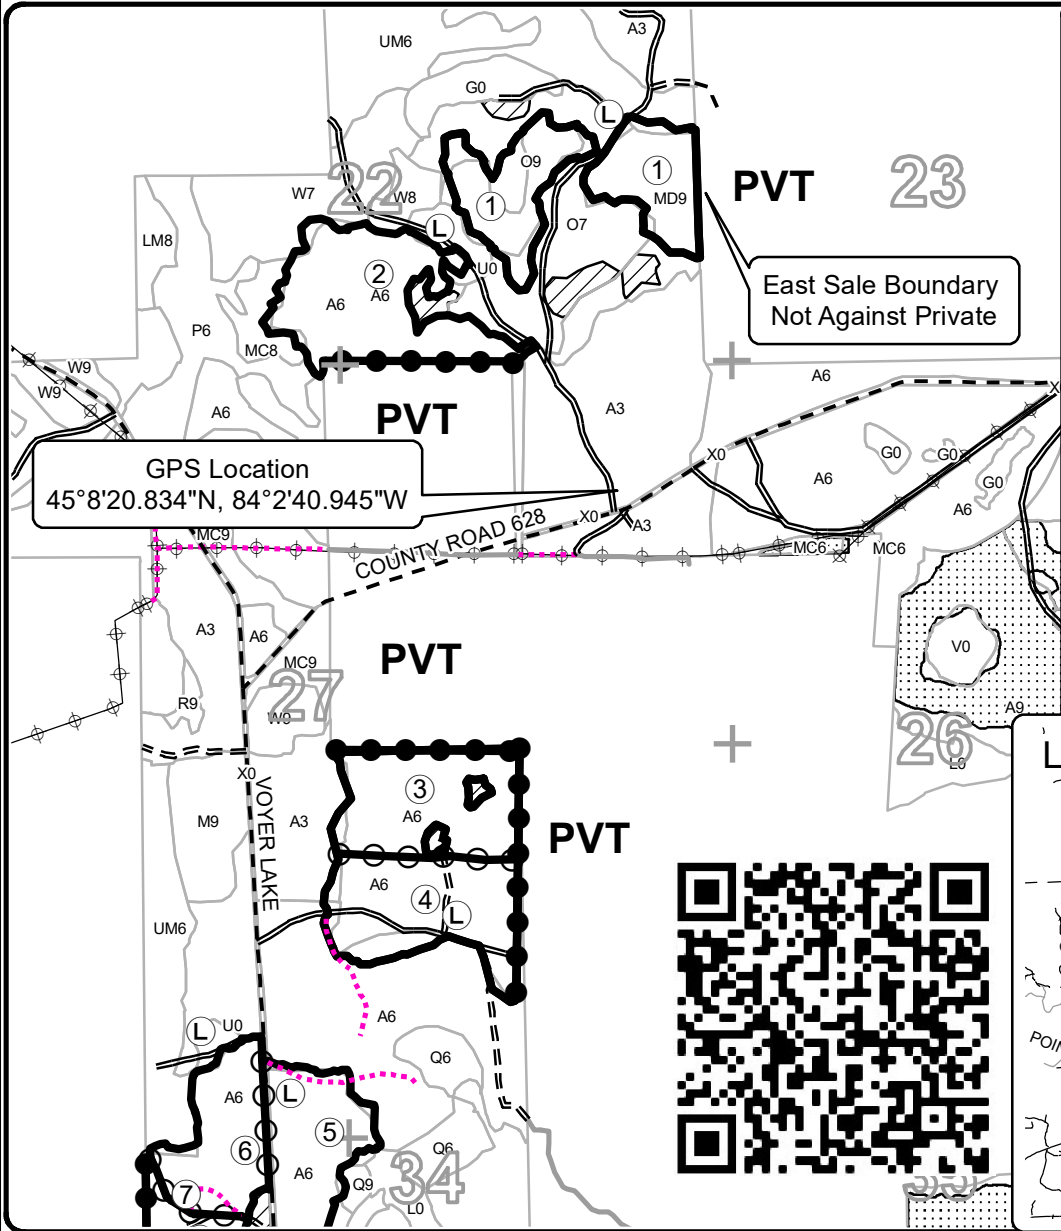 A3
UM6
G0
L
O9
1
MD9
PVT
23
22
W7
W8
1
L
O7
LM8
U0
2
A6
A6
East Sale Boundary
Not Against Private
P6
MC8
W9
W9
A6
PVT
A3
A6
X0
GPS Location
45°8'20.834"N, 84°2'40.945"W
X0
G0
G0
A6
G0
A6
MC9
COUNTY ROAD 628
X0
A3
MC6
MC6
A3
A6
MC9
PVT
V0
R9
27
W9
A9
26
L0
X0
VOYER LAKE
3
A6
M9
A3
PVT
A6
4
L
UM6
A6
L
U0
Q6
A6
L
5
6
Q6
A6
Q9
34
7
L0
L
POIN